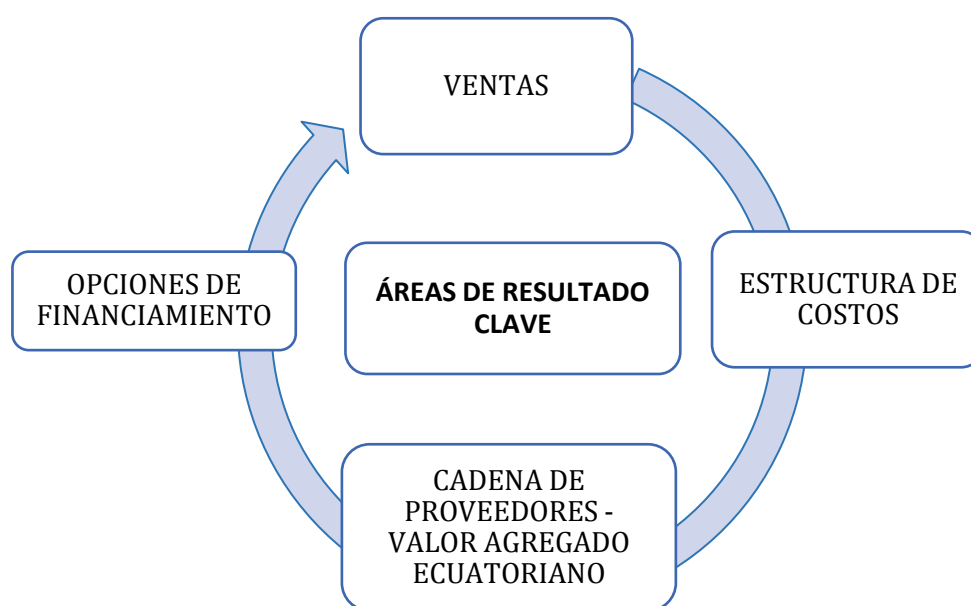 VENTAS
OPCIONES DE
FINANCIAMIENTO
ÁREAS DE RESULTADO
CLAVE
ESTRUCTURA DE
COSTOS
CADENA DE
PROVEEDORES -
VALOR AGREGADO
ECUATORIANO